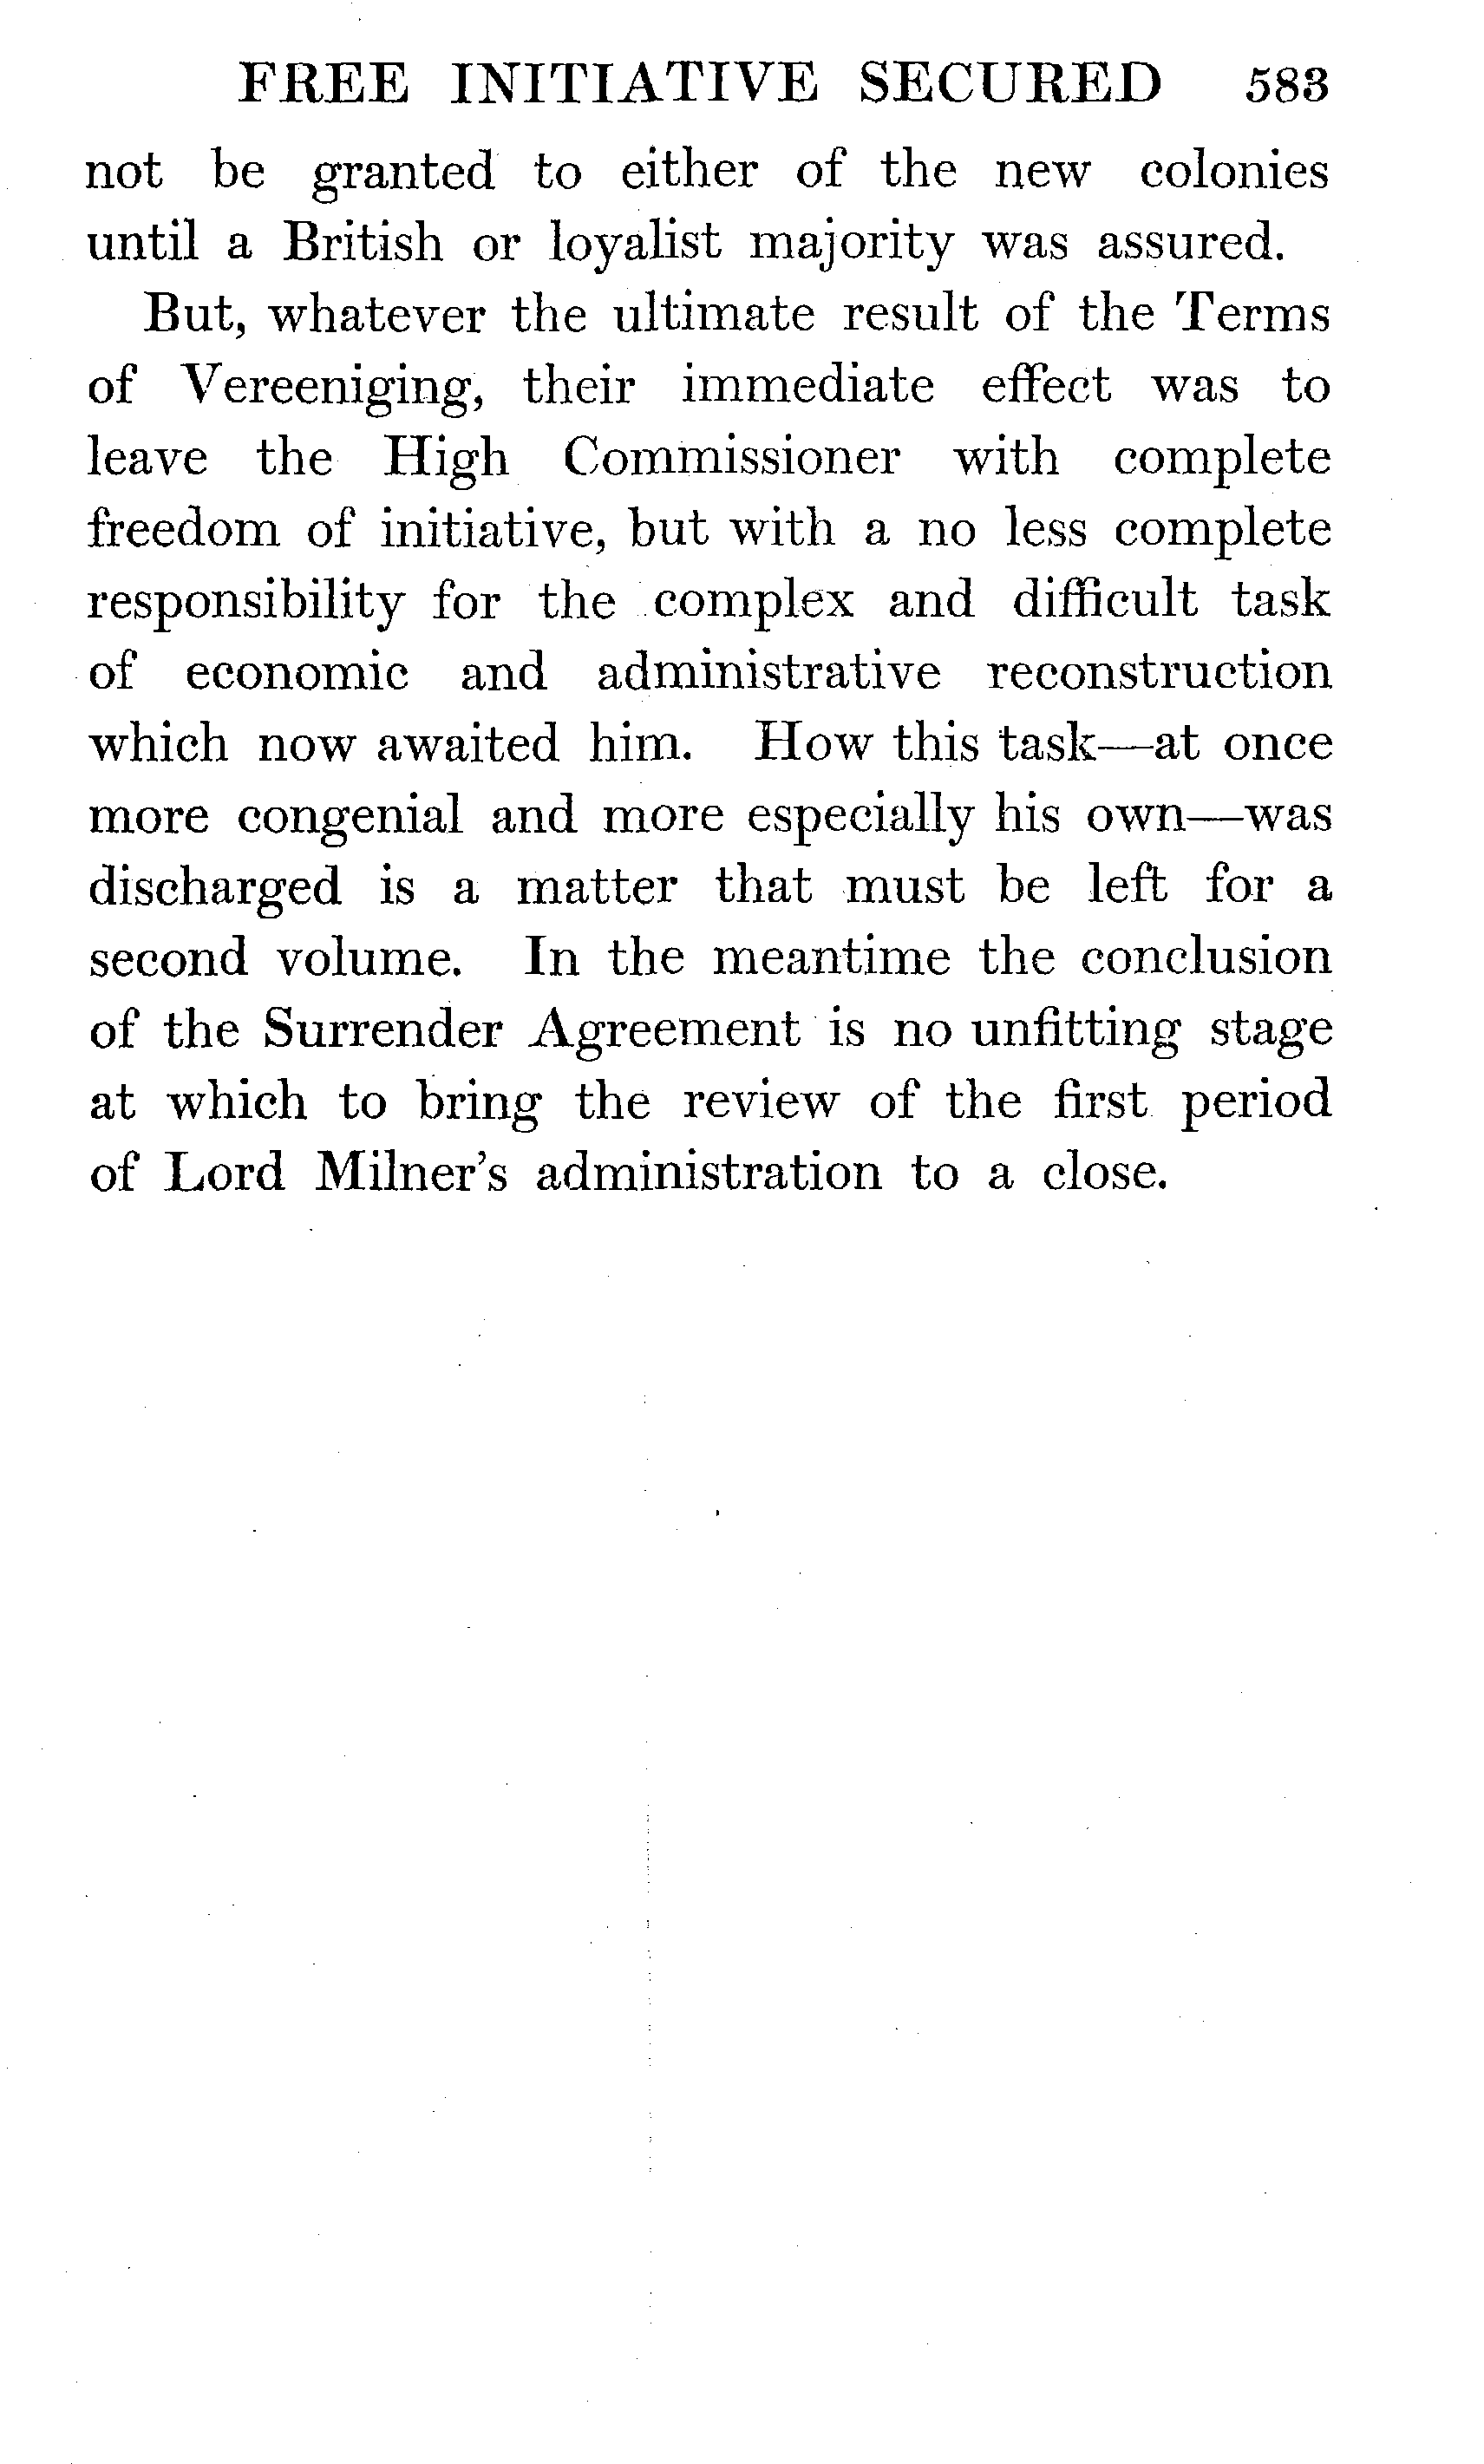 FREE INITIATIVE SECURED 583
not be granted to either of the new colonies
until a British or loyalist majority was assured.
But, whatever the ultimate result of the Terms
of Vereeniging, their immediate effect was to
leave the High Commissioner with complete
freedom of initiative, but with a no less complete
responsibility for the complex and difficult task
of economic and administrative reconstruction
which now awaited him. How this task—at once
more congenial and more especially his own—was
discharged is a matter that must be left for a
second volume. In the meantime the conclusion
of the Surrender Agreement is no unfitting stage
at which to bring the review of the first period
of Lord Milner's administration to a close.